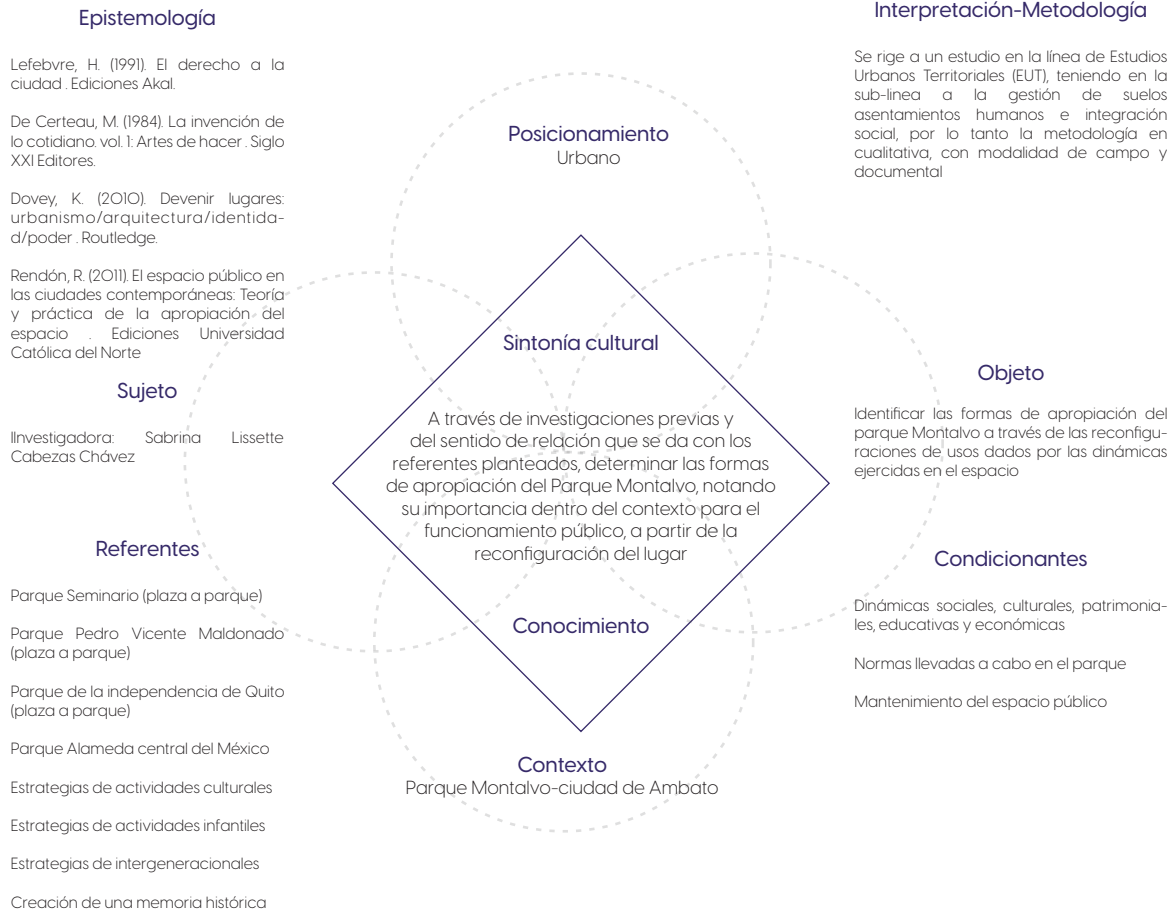 Epistemología
Lefebvre, H. (1991). El derecho a la
ciudad . Ediciones Akal.
De Certeau, M. (1984). La invención de
lo cotidiano. vol. 1: Artes de hacer . Siglo
XXI Editores.
Dovey, K. (2010). Devenir lugares:
urbanismo/arquitectura/identida-
d/poder . Routledge.
Rendón, R. (2011). El espacio público en
las ciudades contemporáneas: Teoría
y práctica de la apropiación del
espacio . Ediciones Universidad
Católica del Norte
Sujeto
IInvestigadora: Sabrina Lissette
Cabezas Chávez
Referentes
Parque Seminario (plaza a parque)
Parque Pedro Vicente Maldonado
(plaza a parque)
Parque de la independencia de Quito
(plaza a parque)
Parque Alameda central del México
Estrategias de actividades culturales
Estrategias de actividades infantiles
Estrategias de intergeneracionales
Creación de una memoria histórica
Posicionamiento
Urbano
Sintonía cultural
A través de investigaciones previas y
del sentido de relación que se da con los
referentes planteados, determinar las formas
de apropiación del Parque Montalvo, notando
su importancia dentro del contexto para el
funcionamiento público, a partir de la
reconfiguración del lugar
Conocimiento
Contexto
Parque Montalvo-ciudad de Ambato
Interpretación-Metodología
Se rige a un estudio en la línea de Estudios
Urbanos Territoriales (EUT), teniendo en la
sub-linea a la gestión de suelos
asentamientos humanos e integración
social, por lo tanto la metodología en
cualitativa, con modalidad de campo y
documental
Objeto
Identificar las formas de apropiación del
parque Montalvo a través de las reconfigu-
raciones de usos dados por las dinámicas
ejercidas en el espacio
Condicionantes
Dinámicas sociales, culturales, patrimonia-
les, educativas y económicas
Normas llevadas a cabo en el parque
Mantenimiento del espacio público